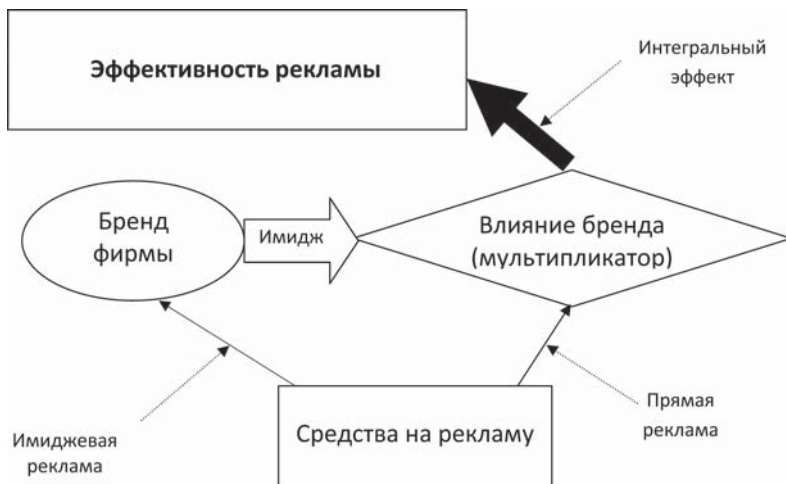 Эффективность рекламы
Интегральный
эффект
Бренд
фирмы
Имидж
Влияние бренда
(мультипликатор)
Имиджевая
реклама
Средства на рекламу
Прямая
реклама